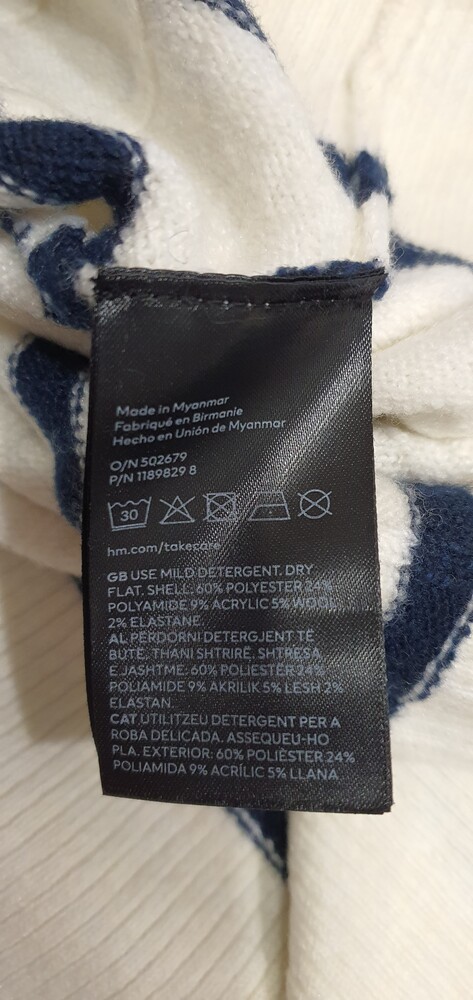 Made in Myanmar
Fabriqué en Birmanie
Hecho en Unión de Myanmar
O/N 502679
P/N 1189829 8
30
hm.com/takecare
GB USE MILD DETERGENT. DRY
FLAT. SHELL: 60% POLYESTER 24%
POLYAMIDE 9% ACRYLIC 5% WOOL
2% ELASTANE.
AL PËRDORNI DETERGJENT TË
BUTË. THANI SHTRIRË. SHTRESA
E JASHTME: 60% POLIESTËR 24%
POLIAMIDE 9% AKRILIK 5% LESH 2%
ELASTAN.
CAT UTILITZEU DETERGENT PER A
ROBA DELICADA. ASSEQUEU-HO
PLA. EXTERIOR: 60% POLIÈSTER 24%
POLIAMIDA 9% ACRÍLIC 5% LLANA